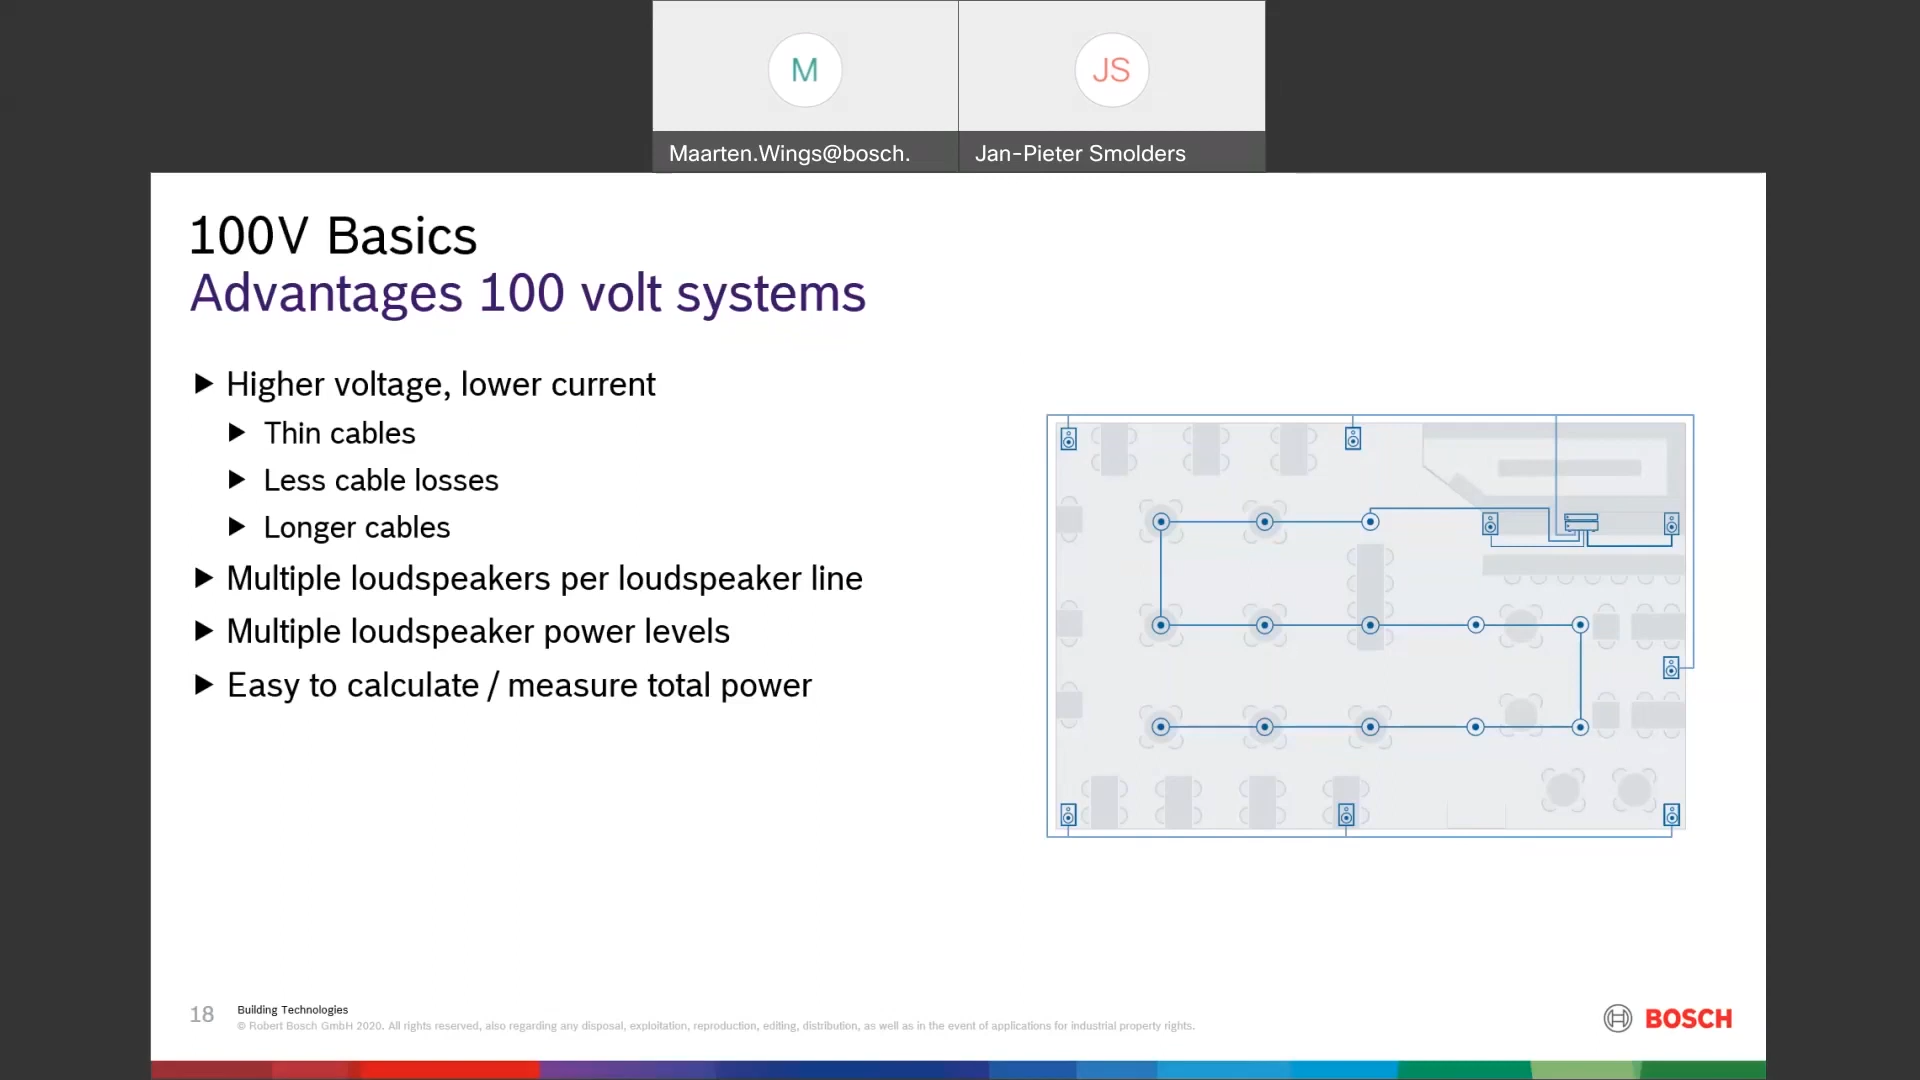 M
JS
Maarten.Wings@bosch.
Jan-Pieter Smolders
100V Basics
Advantages 100 volt systems
Higher voltage, lower current
Thin cables
Less cable losses
Longer cables
Multiple loudspeakers per loudspeaker line
Multiple loudspeaker power levels
Easy to calculate / measure total power
18
Building Technologies
© Robert Bosch GmbH 2020. All rights reserved, also regarding any disposal, exploitation, reproduction, editing, distribution, as well as in the event of applications for industrial property rights.
BOSCH